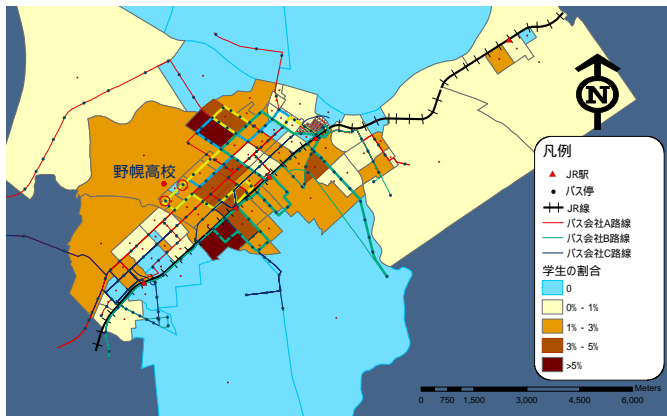 野幌高校
N
凡例
JR駅
バス停
JR線
バス会社A路線
バス会社B路線
バス会社C路線
学生の割合
0
0% - 1%
1% - 3%
3% - 5%
>5%
Meters
0 750 1,500 3,000 4,500 6,000